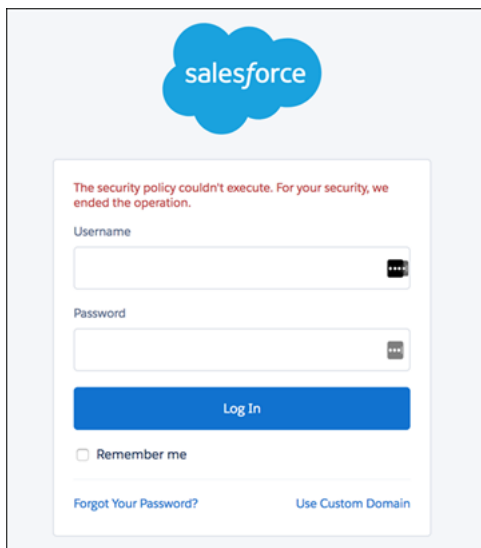 salesforce
The security policy couldn't execute. For your security, we
ended the operation.
Username
Password
Log In
Remember me
Forgot Your Password?
Use Custom Domain